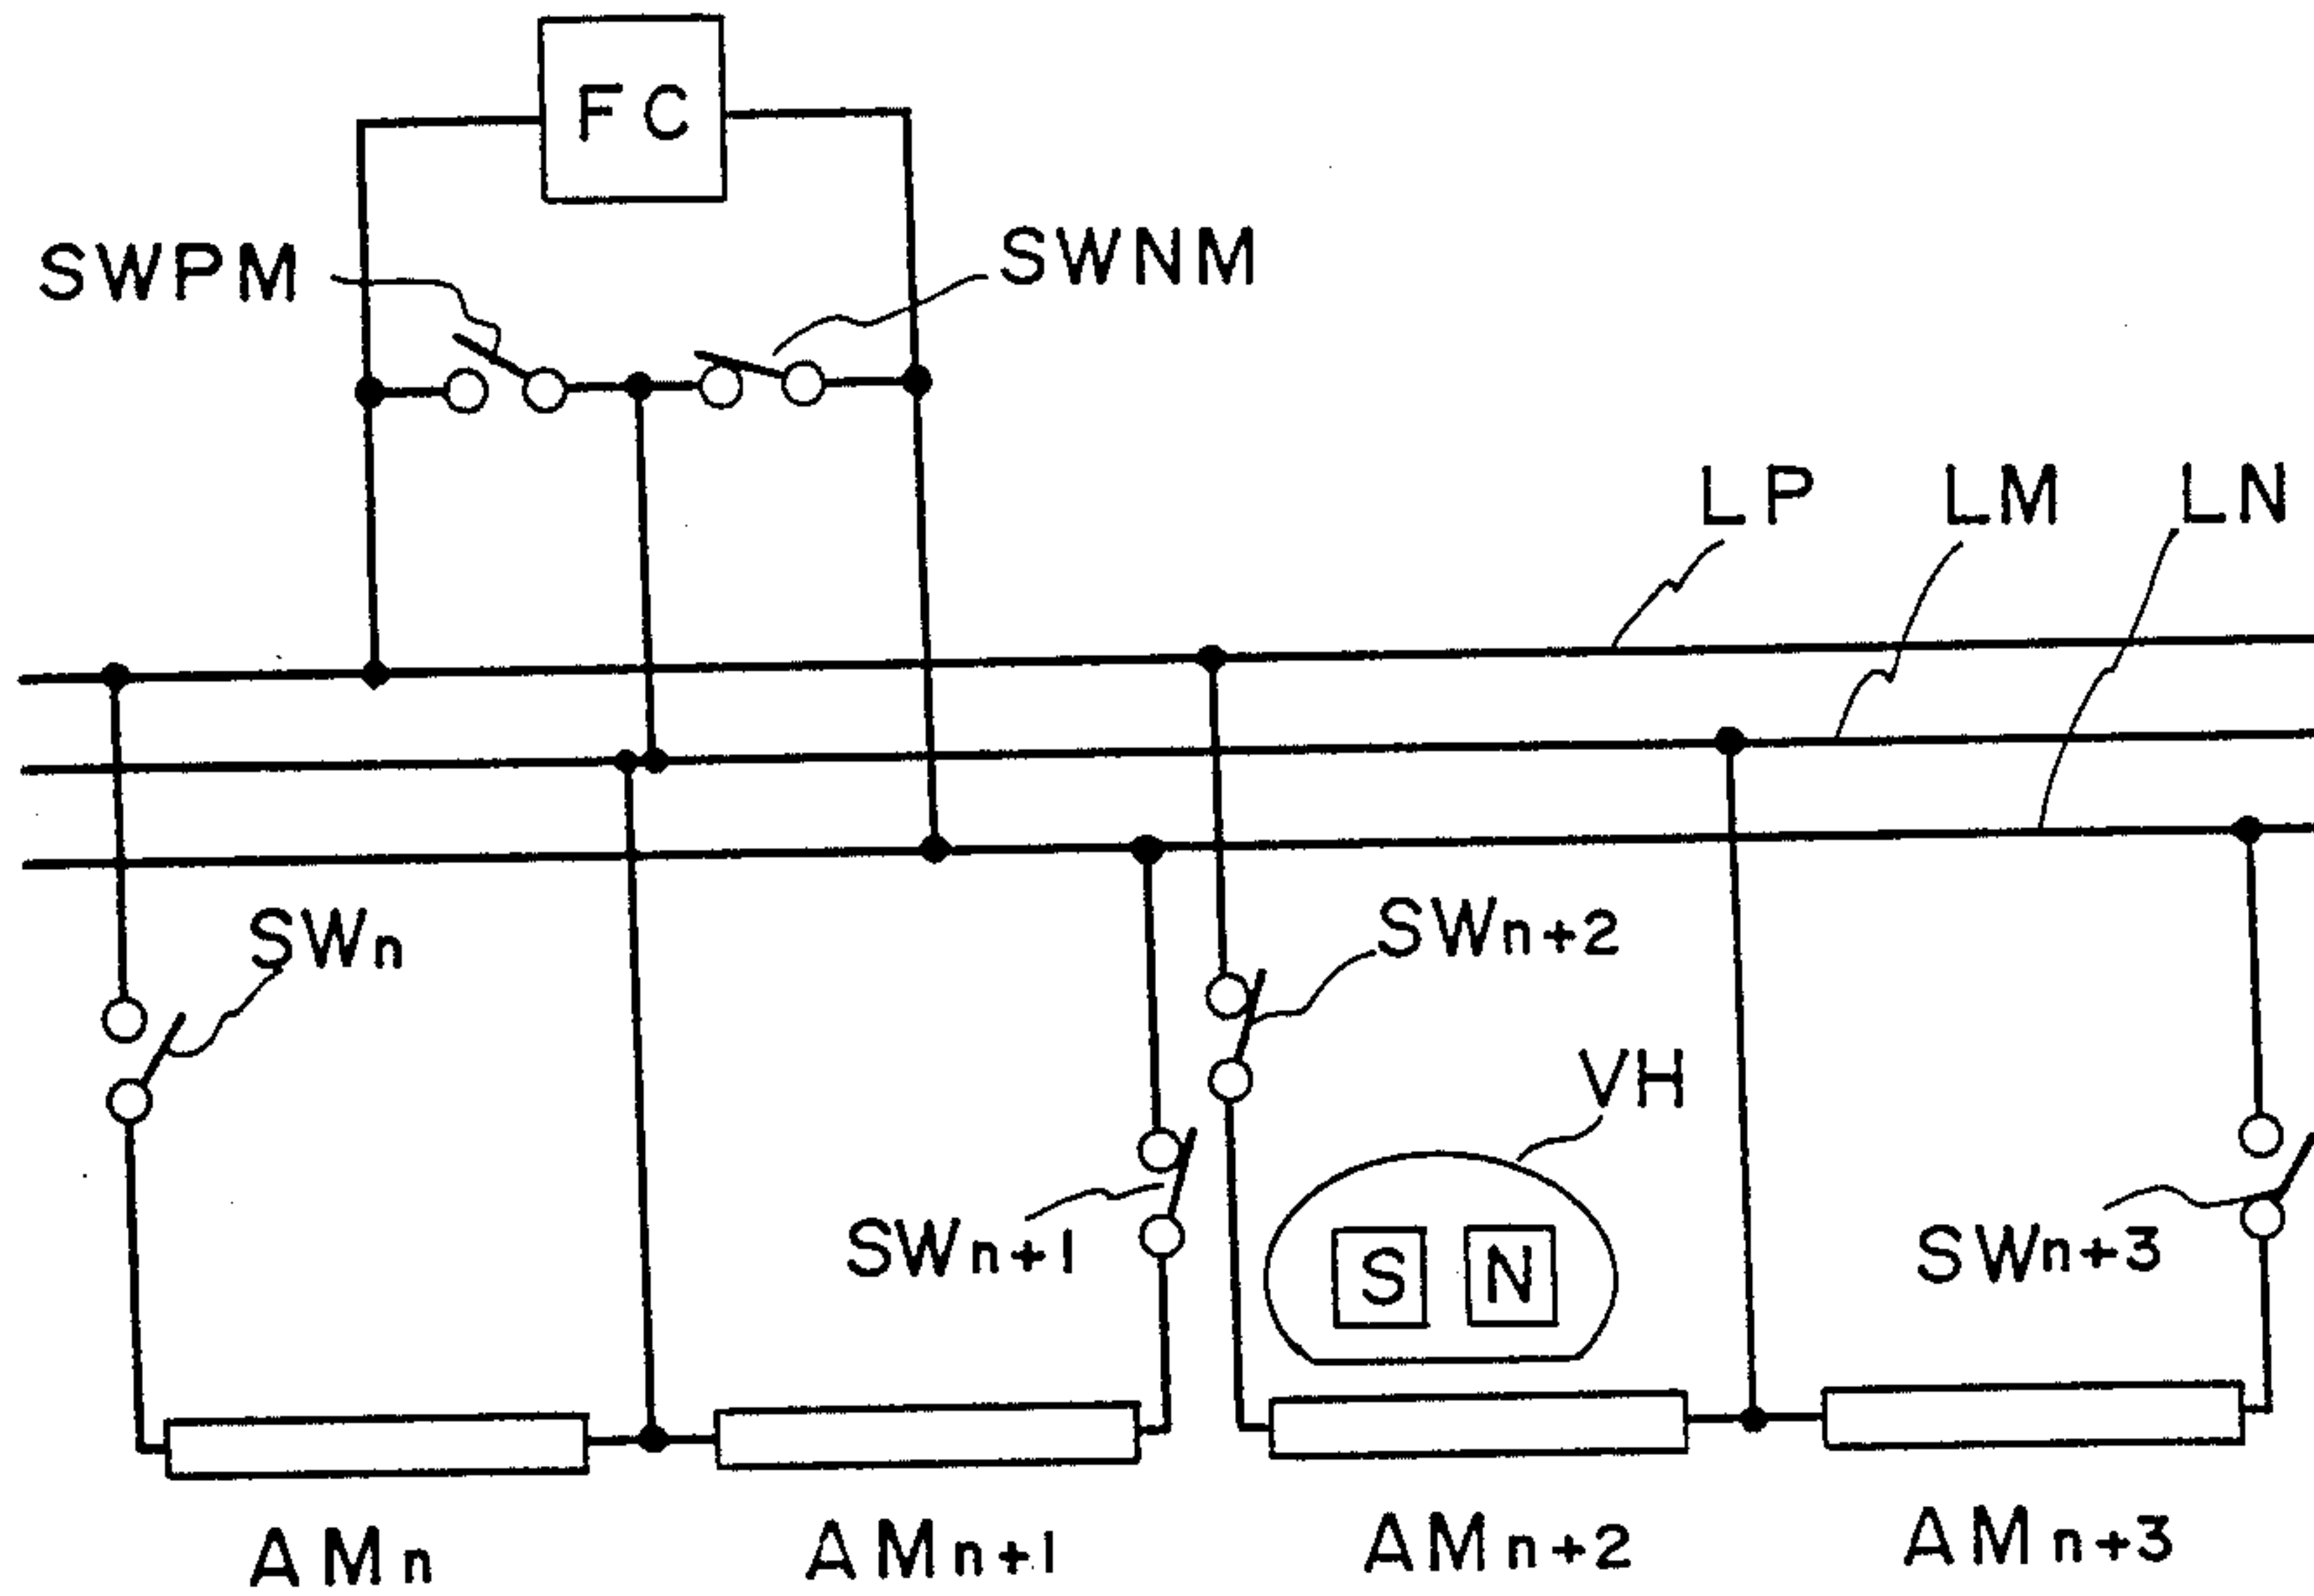 FC
SWPM
SWNM
LP
LM
LN
SWn
SWn+2
VH
SWn+1
S
N
SWn+3
AMn
AMn+1
AMn+2
AMn+3